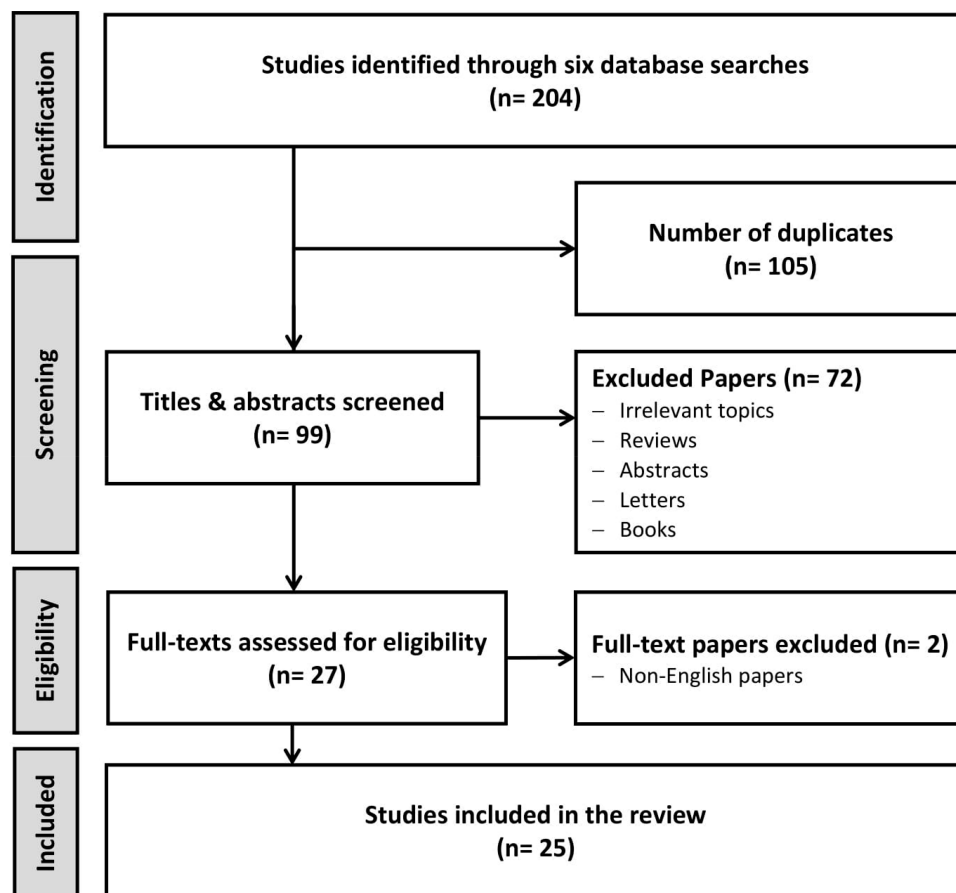 Identification
Studies identified through six database searches
(n= 204)
Number of duplicates
(n= 105)
Screening
Titles & abstracts screened
(n= 99)
Excluded Papers (n= 72)
– Irrelevant topics
– Reviews
– Abstracts
– Letters
– Books
Eligibility
Full-texts assessed for eligibility
(n= 27)
Full-text papers excluded (n= 2)
– Non-English papers
Included
Studies included in the review
(n= 25)